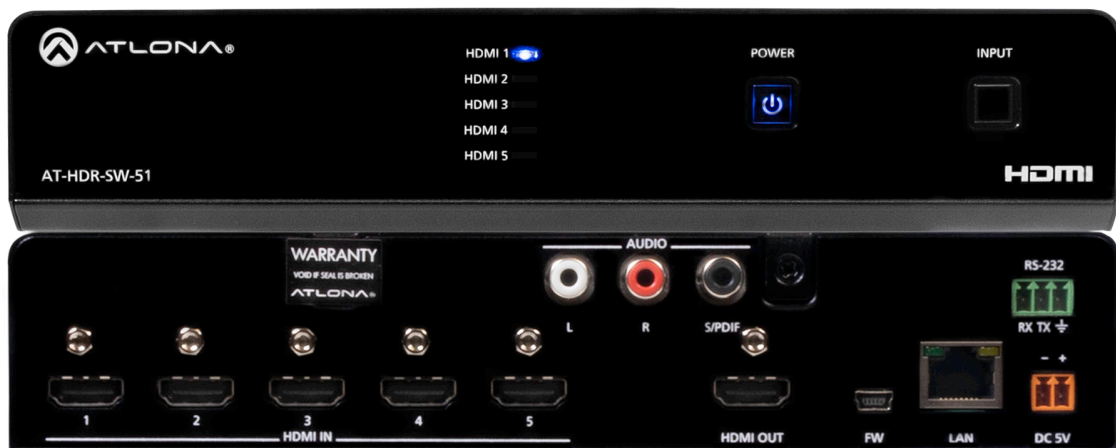 ATLONA®
HDMI 1
HDMI 2
HDMI 3
HDMI 4
HDMI 5
POWER
INPUT
AT-HDR-SW-51
HDMI
WARRANTY
VOID IF SEAL IS BROKEN
ATLONA®
AUDIO
L R S/PDIF
RS-232
RX TX
- +
1 2 3 4 5
HDMI IN
HDMI OUT
FW
LAN
DC 5V